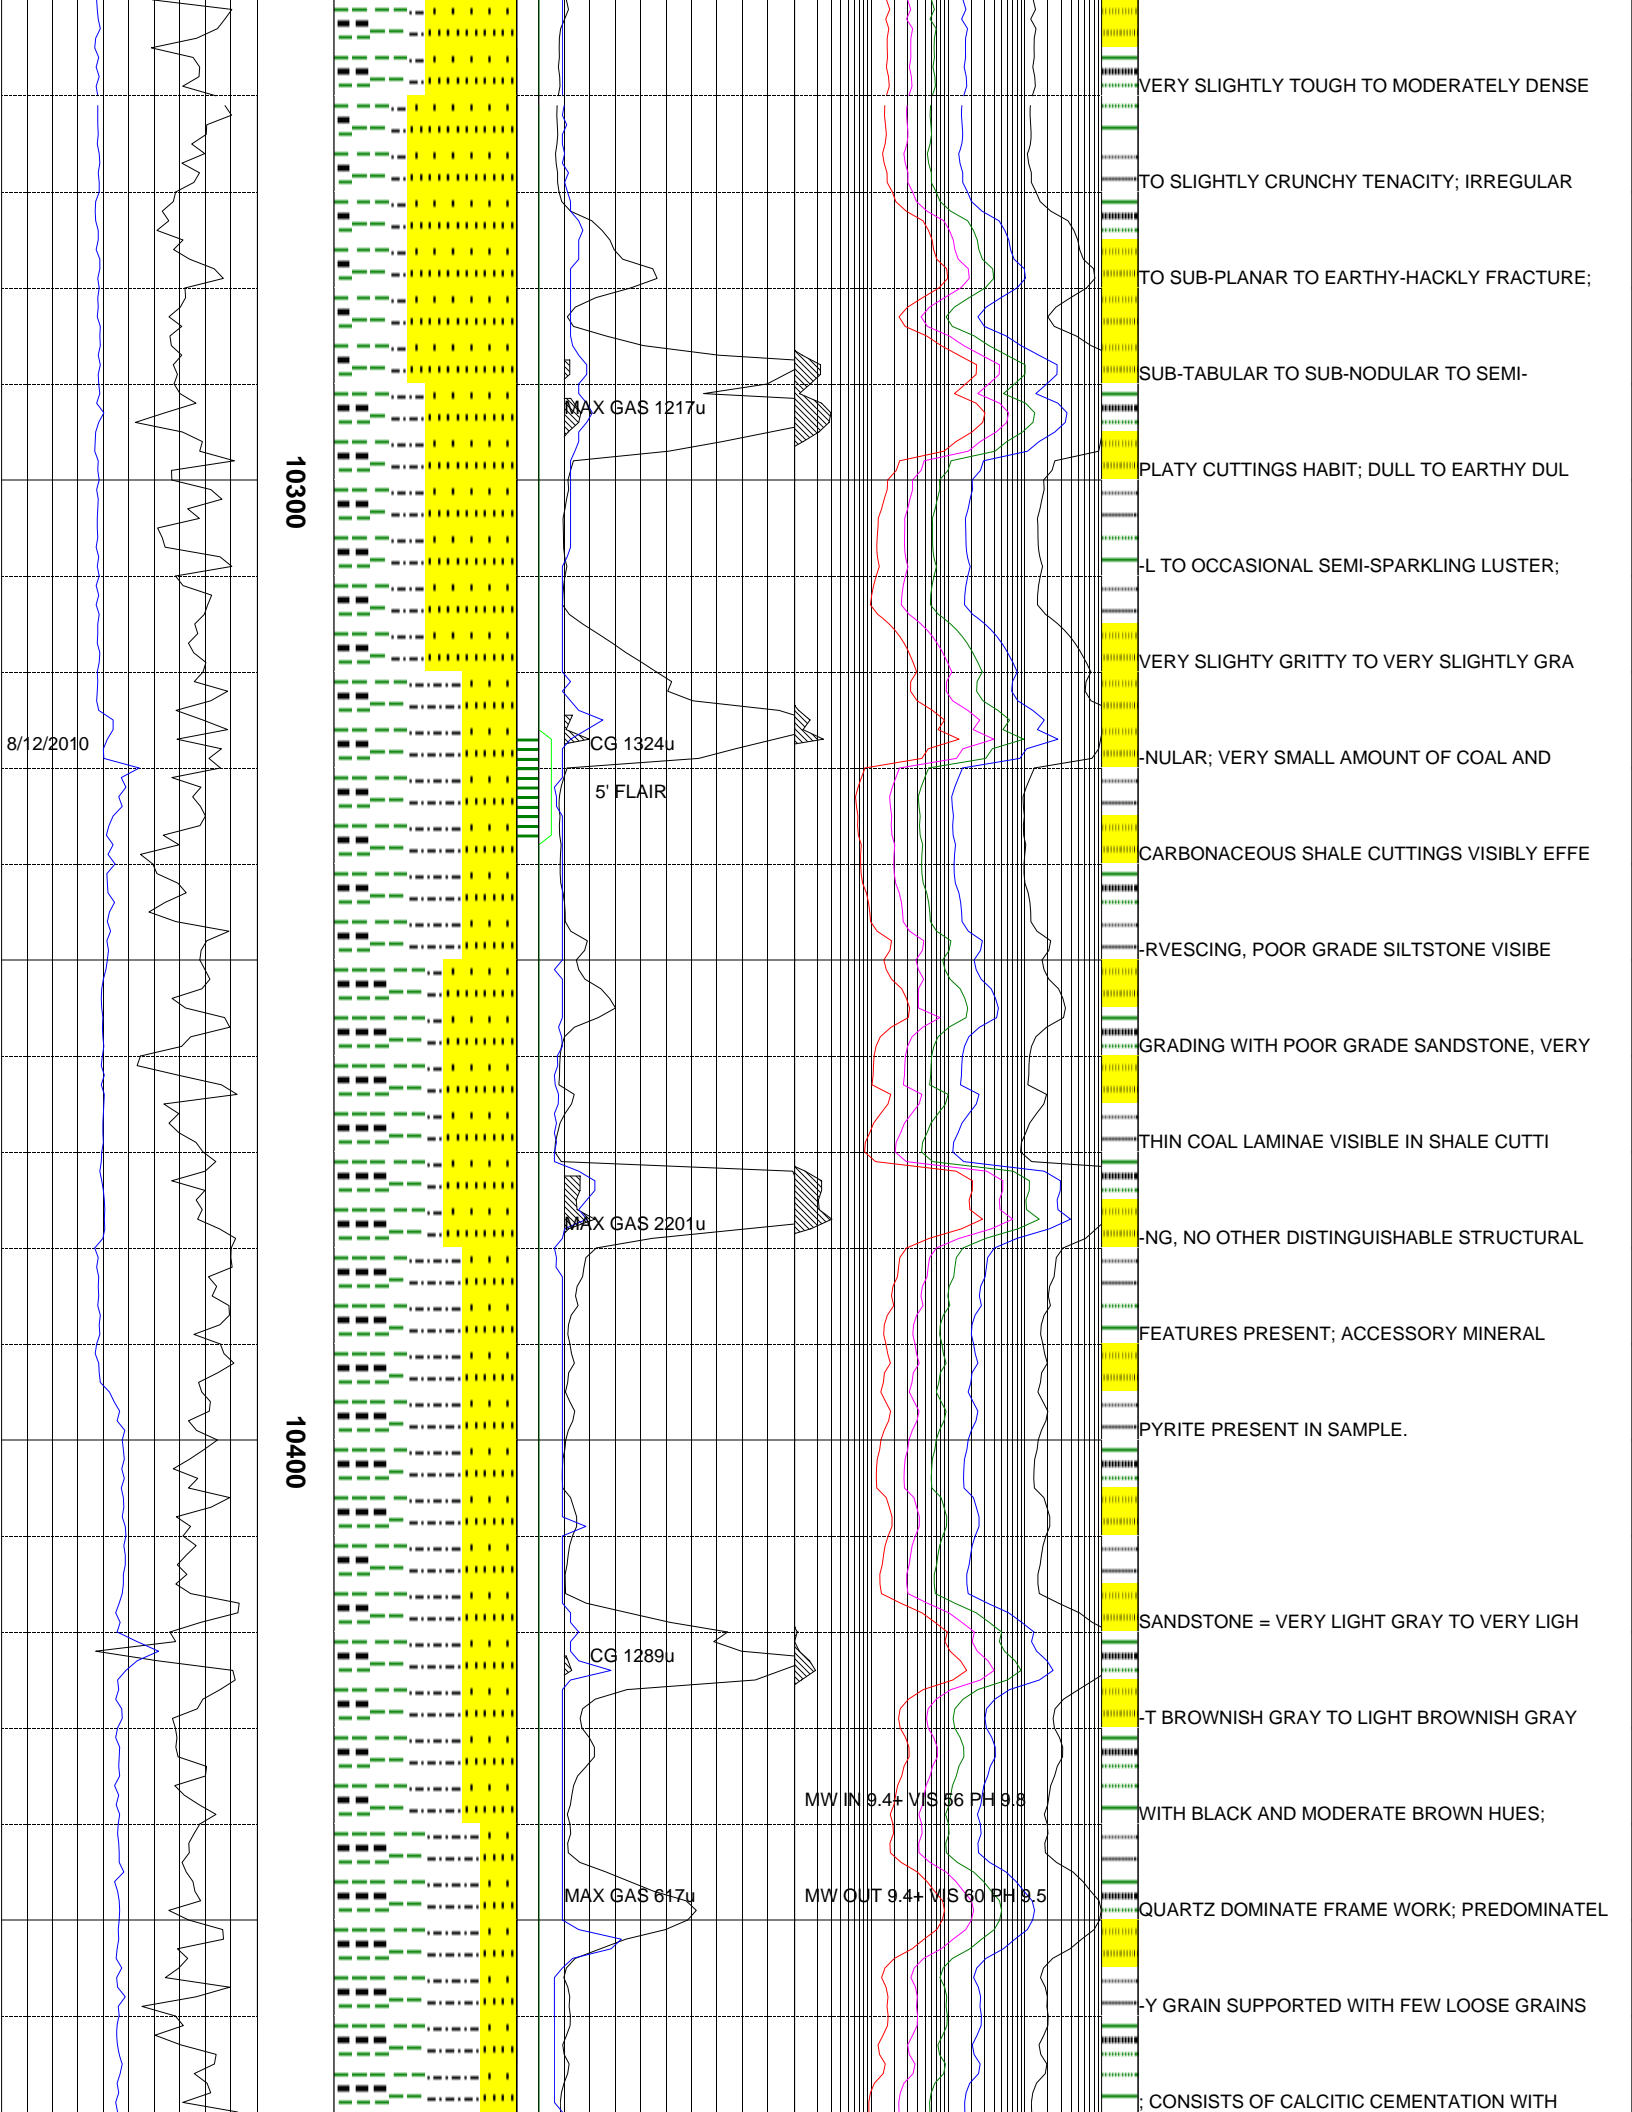 VERY SLIGHTLY TOUGH TO MODERATELY DENSE
TO SLIGHTLY CRUNCHY TENACITY; IRREGULAR
TO SUB-PLANAR TO EARTHY-HACKLY FRACTURE;
SUB-TABULAR TO SUB-NODULAR TO SEMI-
MAX GAS 1217u
PLATY CUTTINGS HABIT; DULL TO EARTHY DUL
10300
-L TO OCCASIONAL SEMI-SPARKLING LUSTER;
VERY SLIGHTY GRITTY TO VERY SLIGHTLY GRA
8/12/2010
CG 1324u
-NULAR; VERY SMALL AMOUNT OF COAL AND
5' FLAIR
CARBONACEOUS SHALE CUTTINGS VISIBLY EFFE
-RVESCING, POOR GRADE SILTSTONE VISIBE
GRADING WITH POOR GRADE SANDSTONE, VERY
THIN COAL LAMINAE VISIBLE IN SHALE CUTTI
MAX GAS 2201u
-NG, NO OTHER DISTINGUISHABLE STRUCTURAL
FEATURES PRESENT; ACCESSORY MINERAL
PYRITE PRESENT IN SAMPLE.
10400
SANDSTONE = VERY LIGHT GRAY TO VERY LIGH
CG 1289u
-T BROWNISH GRAY TO LIGHT BROWNISH GRAY
MW IN 9.4+ VIS 56 PH 9.8
WITH BLACK AND MODERATE BROWN HUES;
MAX GAS 617u
MW OUT 9.4+ VIS 60 PH 9.5
QUARTZ DOMINATE FRAME WORK; PREDOMINATEL
-Y GRAIN SUPPORTED WITH FEW LOOSE GRAINS
; CONSISTS OF CALCITIC CEMENTATION WITH